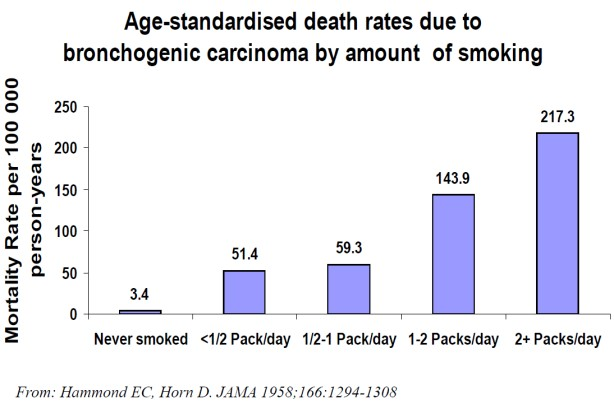 Age-standardised death rates due to
bronchogenic carcinoma by amount of smoking
Mortality Rate per 100 000
person-years
250
200
150
100
50
0
3.4
51.4
59.3
143.9
217.3
Never smoked
<1/2 Pack/day
1/2-1 Pack/day
1-2 Packs/day
2+ Packs/day
From: Hammond EC, Horn D. JAMA 1958;166:1294-1308